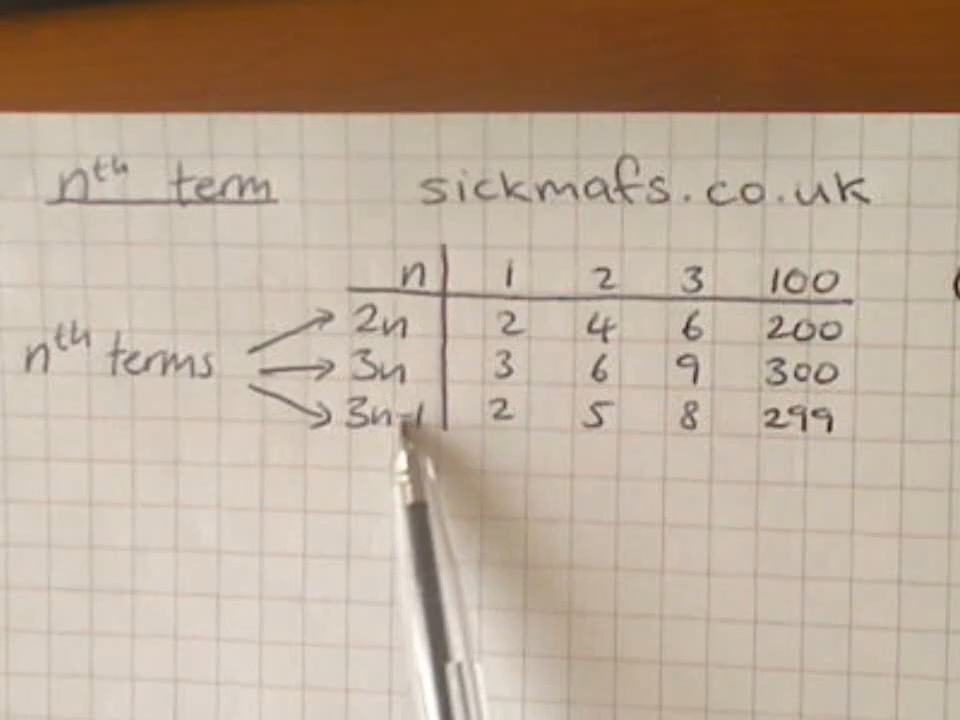 nth term sickmafs.co.uk
n 1 2 3 100
2n 2 4 6 200
nth terms 3n 3 6 9 300
3n-1 2 5 8 299